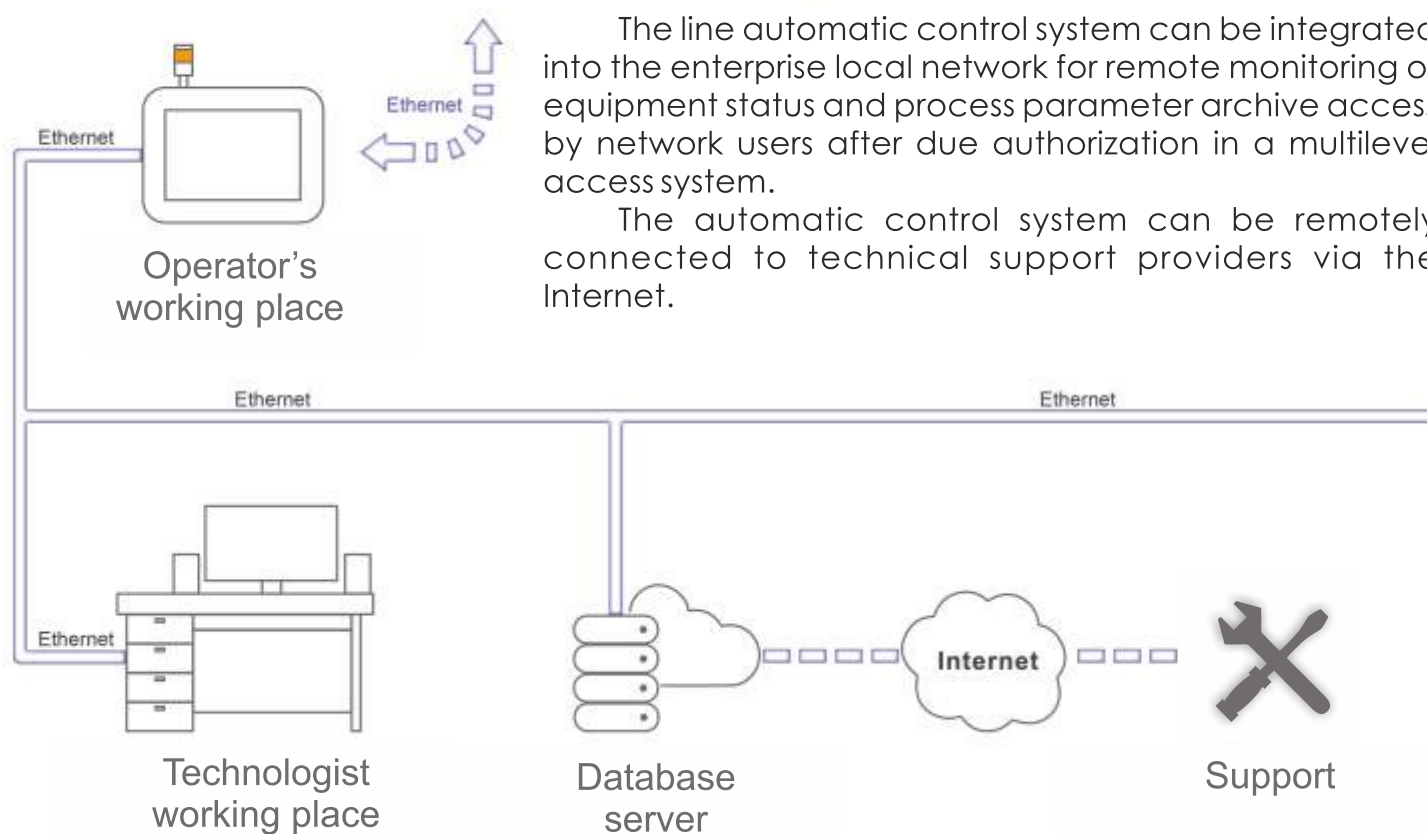 The line automatic control system can be integrated
into the enterprise local network for remote monitoring
equipment status and process parameter archive
by network users after due authorization in a
access system.
The automatic control system can be remotely
connected to technical support providers via the
Internet.
Ethernet
Ethernet
Operator's
working place
Ethernet
Ethernet
Ethernet
Internet
Technologist
working place
Database
server
Support